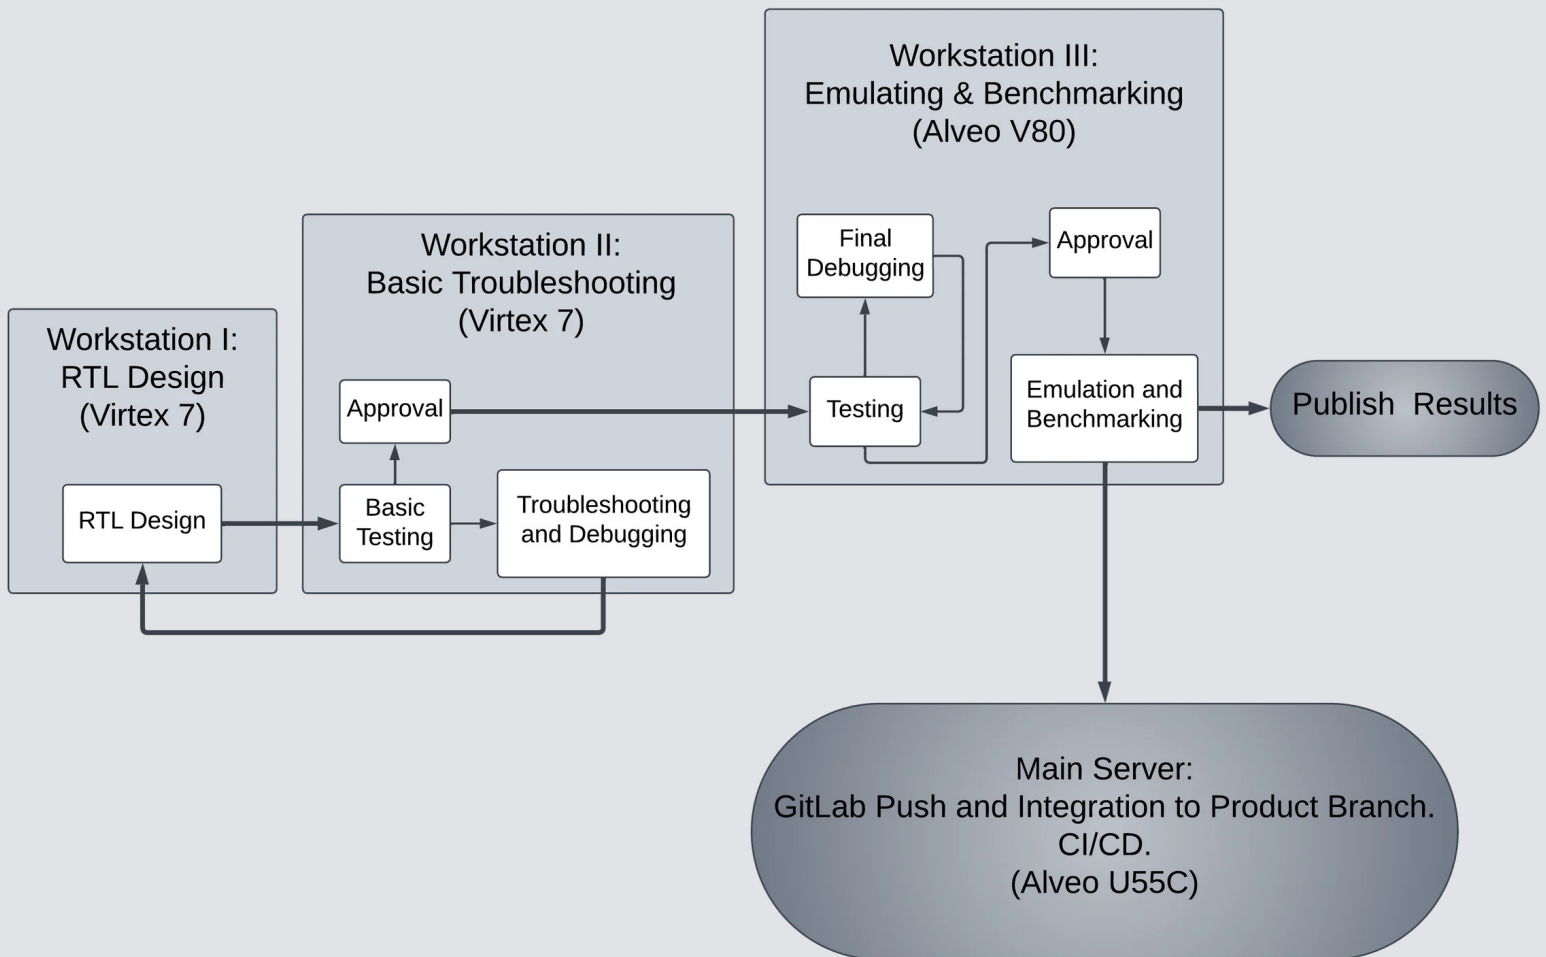 Workstation I:
RTL Design
(Virtex 7)
RTL Design
Workstation II:
Basic Troubleshooting
(Virtex 7)
Approval
Basic
Testing
Troubleshooting
and Debugging
Workstation III:
Emulating & Benchmarking
(Alveo V80)
Final
Debugging
Approval
Testing
Emulation and
Benchmarking
Publish Results
Main Server:
GitLab Push and Integration to Product Branch.
CI/CD.
(Alveo U55C)